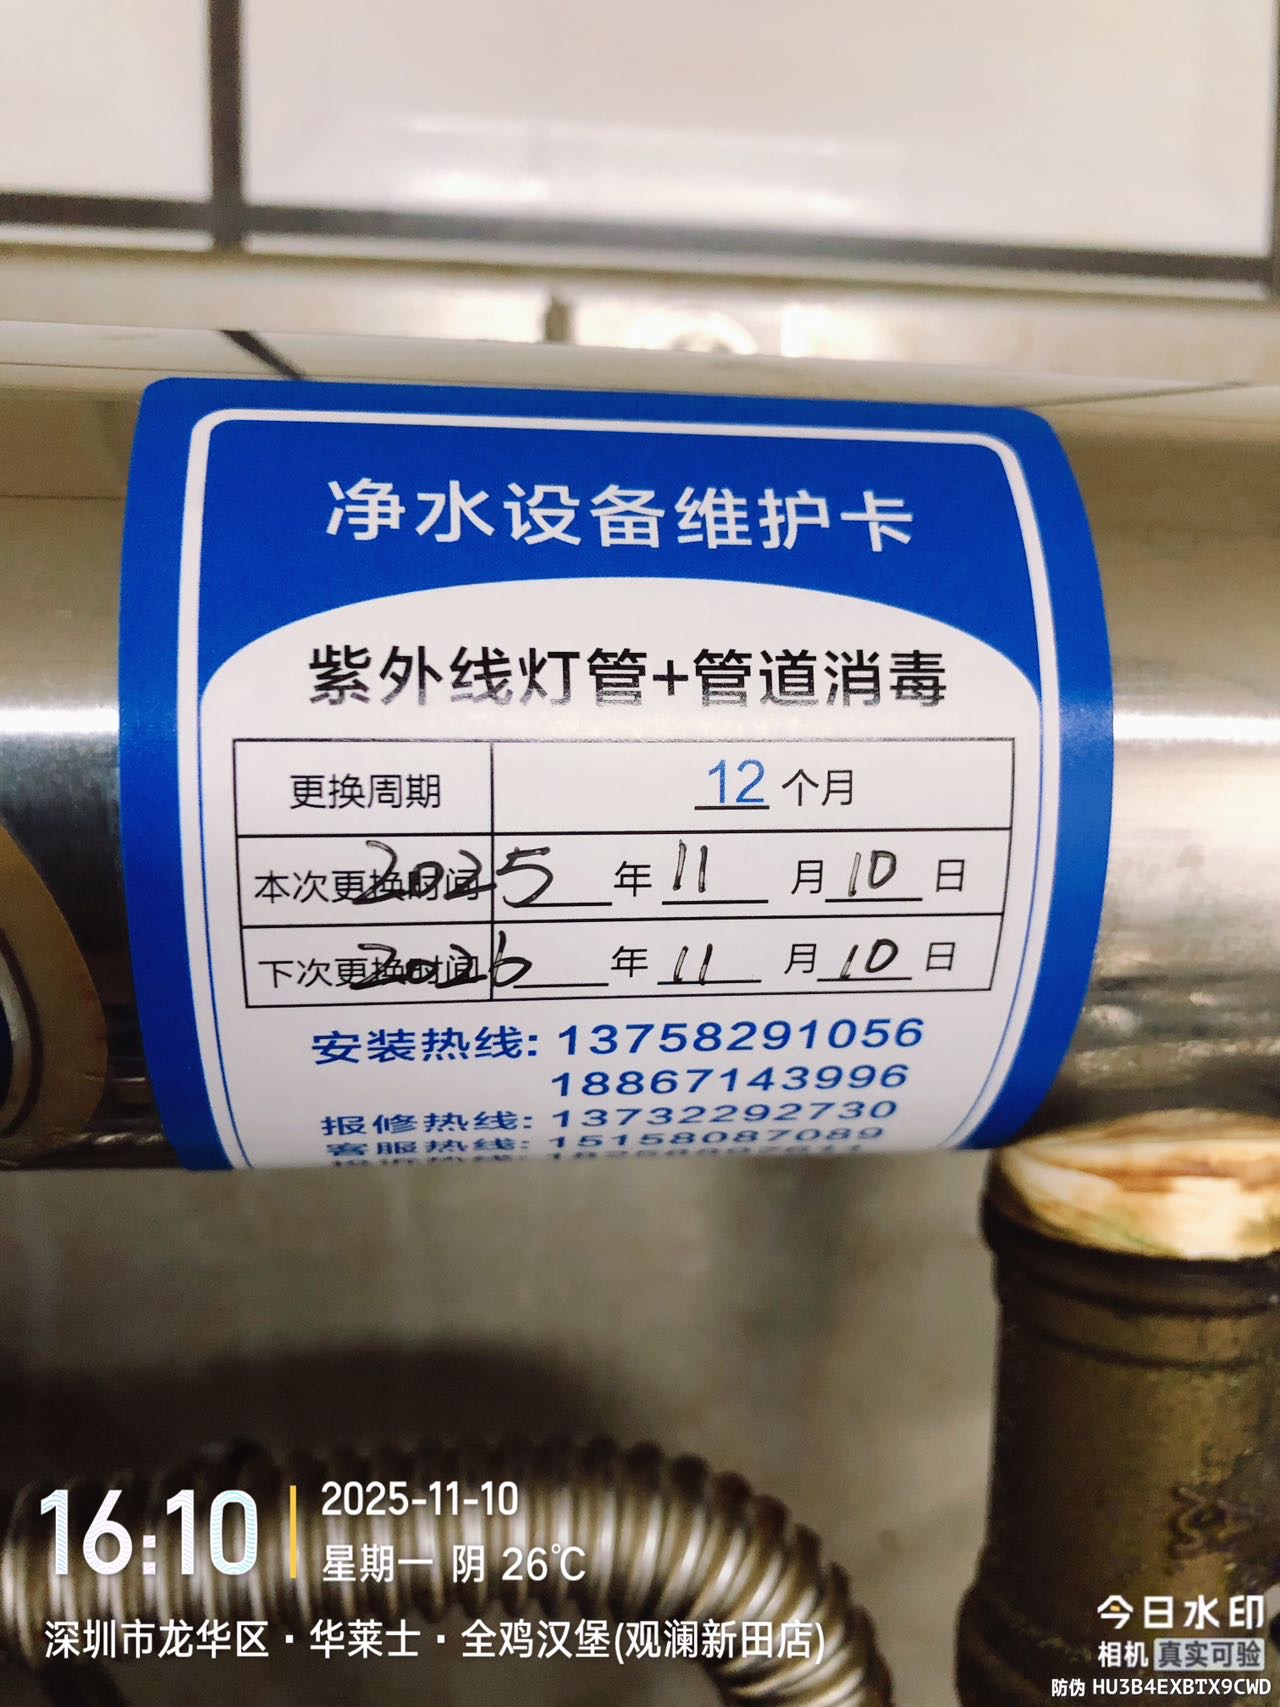 净水设备维护卡
紫外线灯管+管道消毒
更换周期 12 个月
本次更换时间 2025 年 11 月 10 日
下次更换时间 2026 年 11 月 10 日
安装热线: 13758291056
18867143996
报修热线: 13732292730
客服热线: 15158087089
16:10
2025-11-10
星期一 阴 26℃
深圳市龙华区·华莱士·全鸡汉堡(观澜新田店)
今日水印
相机 真实可验
防伪 HU3B4EXBTX9CWD